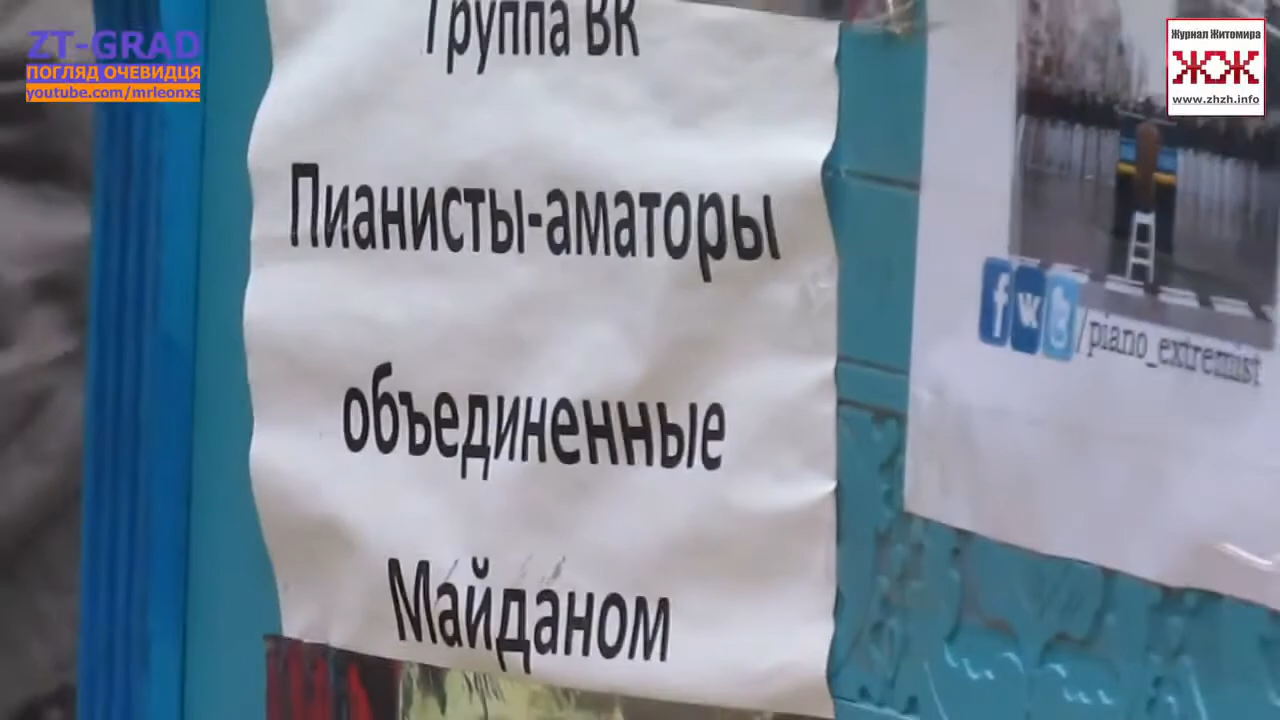 ZT-GRAD
ПОГЛЯД ОЧЕВИДЦЯ
youtube.com/mrleonxs
Группа ВК
Пианисты-аматоры
объединенные
Майданом
Журнал Житомира
ЖЖ
www.zhzh.info
f
/piano_extremist